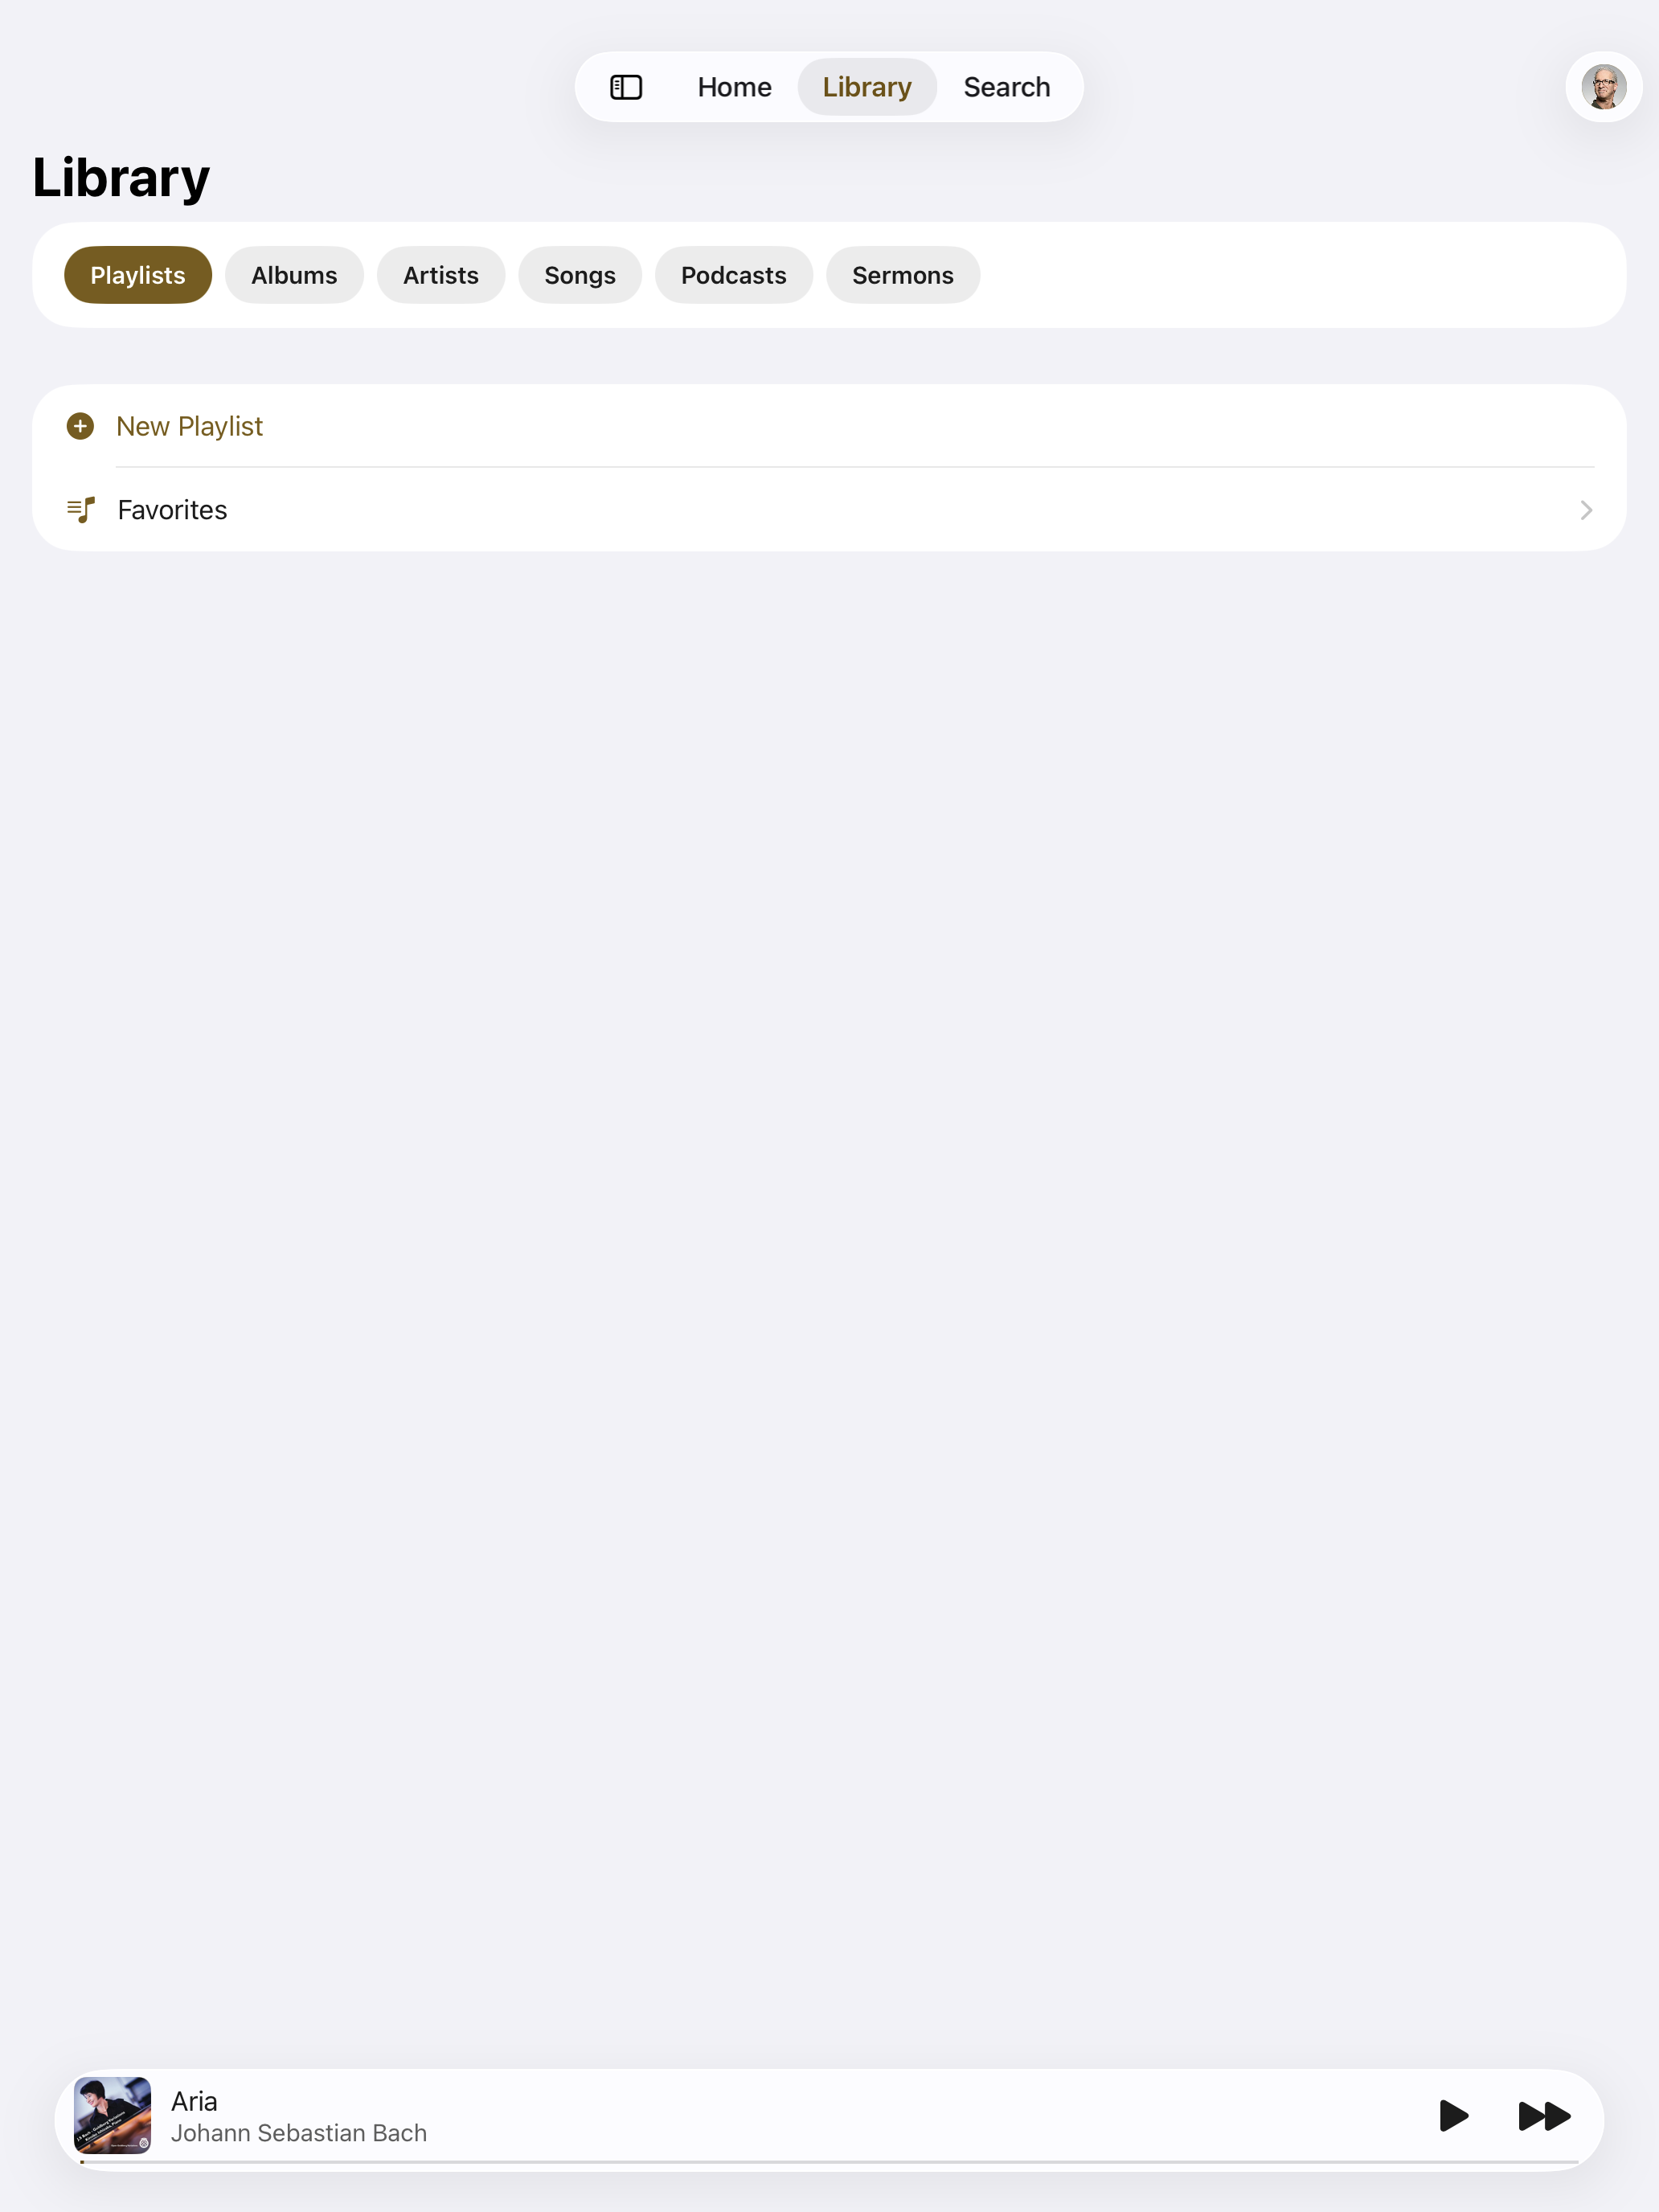 Home Library Search
Library
Playlists Albums Artists Songs Podcasts Sermons
New Playlist
Favorites
Aria
Johann Sebastian Bach